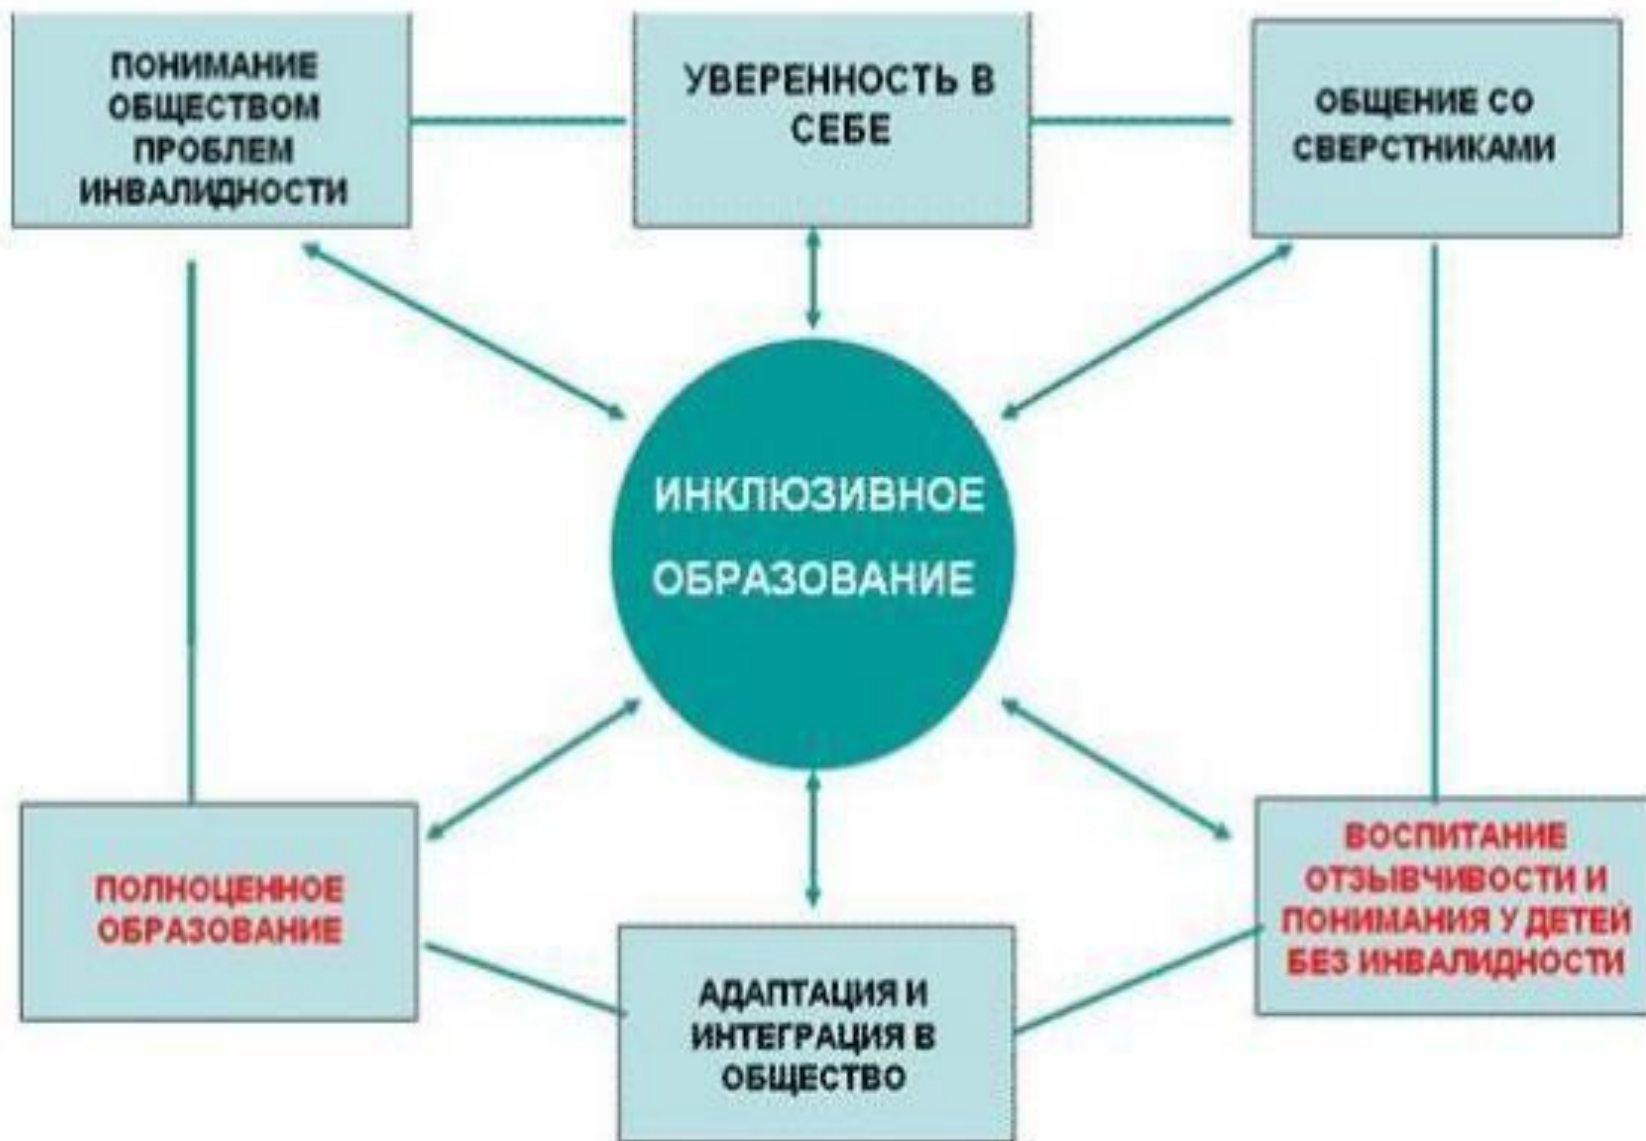 ПОНИМАНИЕ
ОБЩЕСТВОМ
ПРОБЛЕМ
ИНВАЛИДНОСТИ
УВЕРЕННОСТЬ В
СЕБЕ
ОБЩЕНИЕ СО
СВЕРСТНИКАМИ
ИНКЛЮЗИВНОЕ
ОБРАЗОВАНИЕ
ПОЛНОЦЕННОЕ
ОБРАЗОВАНИЕ
АДАПТАЦИЯ И
ИНТЕГРАЦИЯ В
ОБЩЕСТВО
ВОСПИТАНИЕ
ОТЗЫВЧИВОСТИ И
ПОНИМАНИЯ У ДЕТЕЙ
БЕЗ ИНВАЛИДНОСТИ